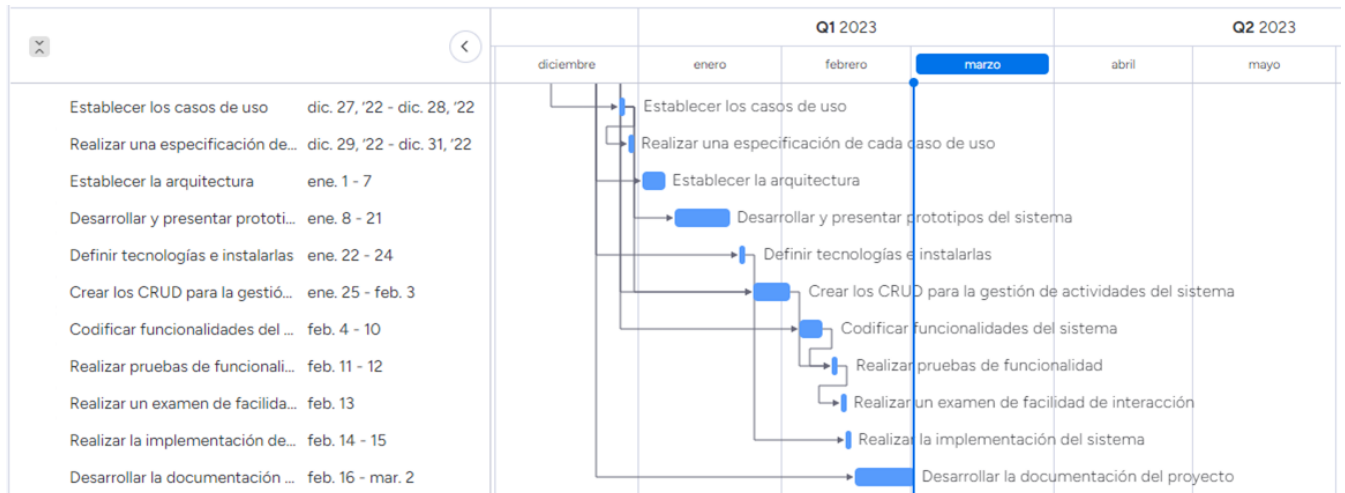 Q1 2023 Q2 2023
diciembre enero febrero marzo abril mayo
Establecer los casos de uso dic. 27, '22 - dic. 28, '22 Establecer los casos de uso
Realizar una especificación de... dic. 29, '22 - dic. 31, '22 Realizar una especificación de cada caso de uso
Establecer la arquitectura ene. 1 - 7 Establecer la arquitectura
Desarrollar y presentar prototi... ene. 8 - 21 Desarrollar y presentar prototipos del sistema
Definir tecnologías e instalarlas ene. 22 - 24 Definir tecnologías e instalarlas
Crear los CRUD para la gestió... ene. 25 - feb. 3 Crear los CRUD para la gestión de actividades del sistema
Codificar funcionalidades del ... feb. 4 - 10 Codificar funcionalidades del sistema
Realizar pruebas de funcionali... feb. 11 - 12 Realizar pruebas de funcionalidad
Realizar un examen de facilida... feb. 13 Realizar un examen de facilidad de interacción
Realizar la implementación de... feb. 14 - 15 Realizar la implementación del sistema
Desarrollar la documentación ... feb. 16 - mar. 2 Desarrollar la documentación del proyecto